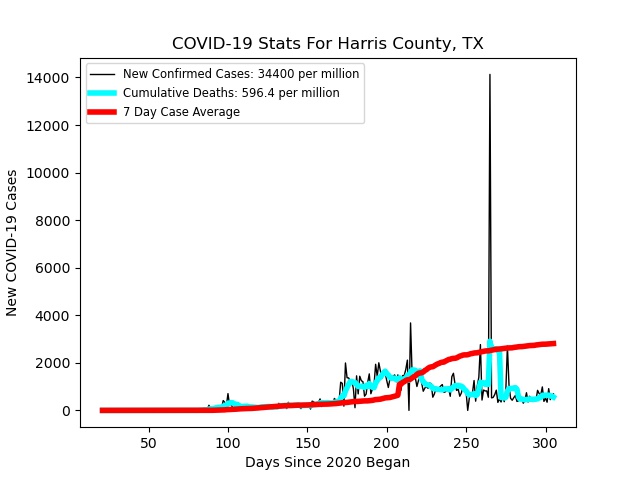 COVID-19 Stats For Harris County, TX
New Confirmed Cases: 34400 per million
Cumulative Deaths: 596.4 per million
7 Day Case Average
14000
12000
10000
8000
6000
4000
2000
0
New COVID-19 Cases
50 100 150 200 250 300
Days Since 2020 Began